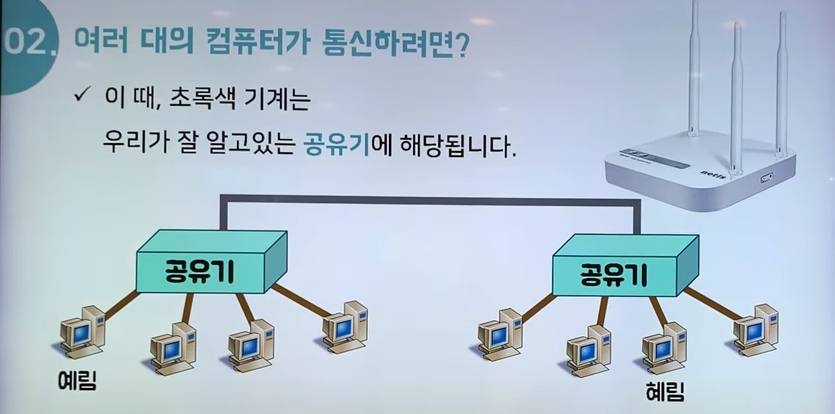 02. 여러 대의 컴퓨터가 통신하려면?
✓ 이 때, 초록색 기계는
우리가 잘 알고있는 공유기에 해당됩니다.
netis
공유기
공유기
예림
혜림